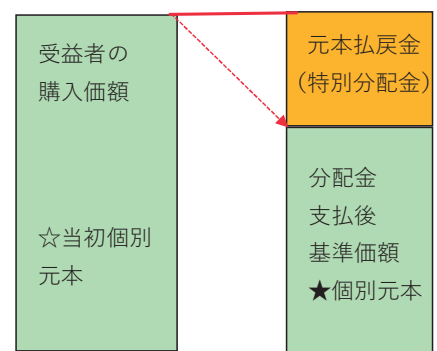 受益者の
購入価額
☆当初個別
元本
元本払戻金
(特別分配金)
分配金
支払後
基準価額
★個別元本